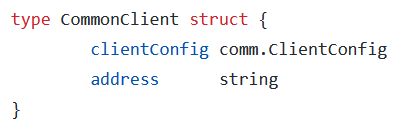 type CommonClient struct {
        clientConfig comm.ClientConfig
        address      string
}